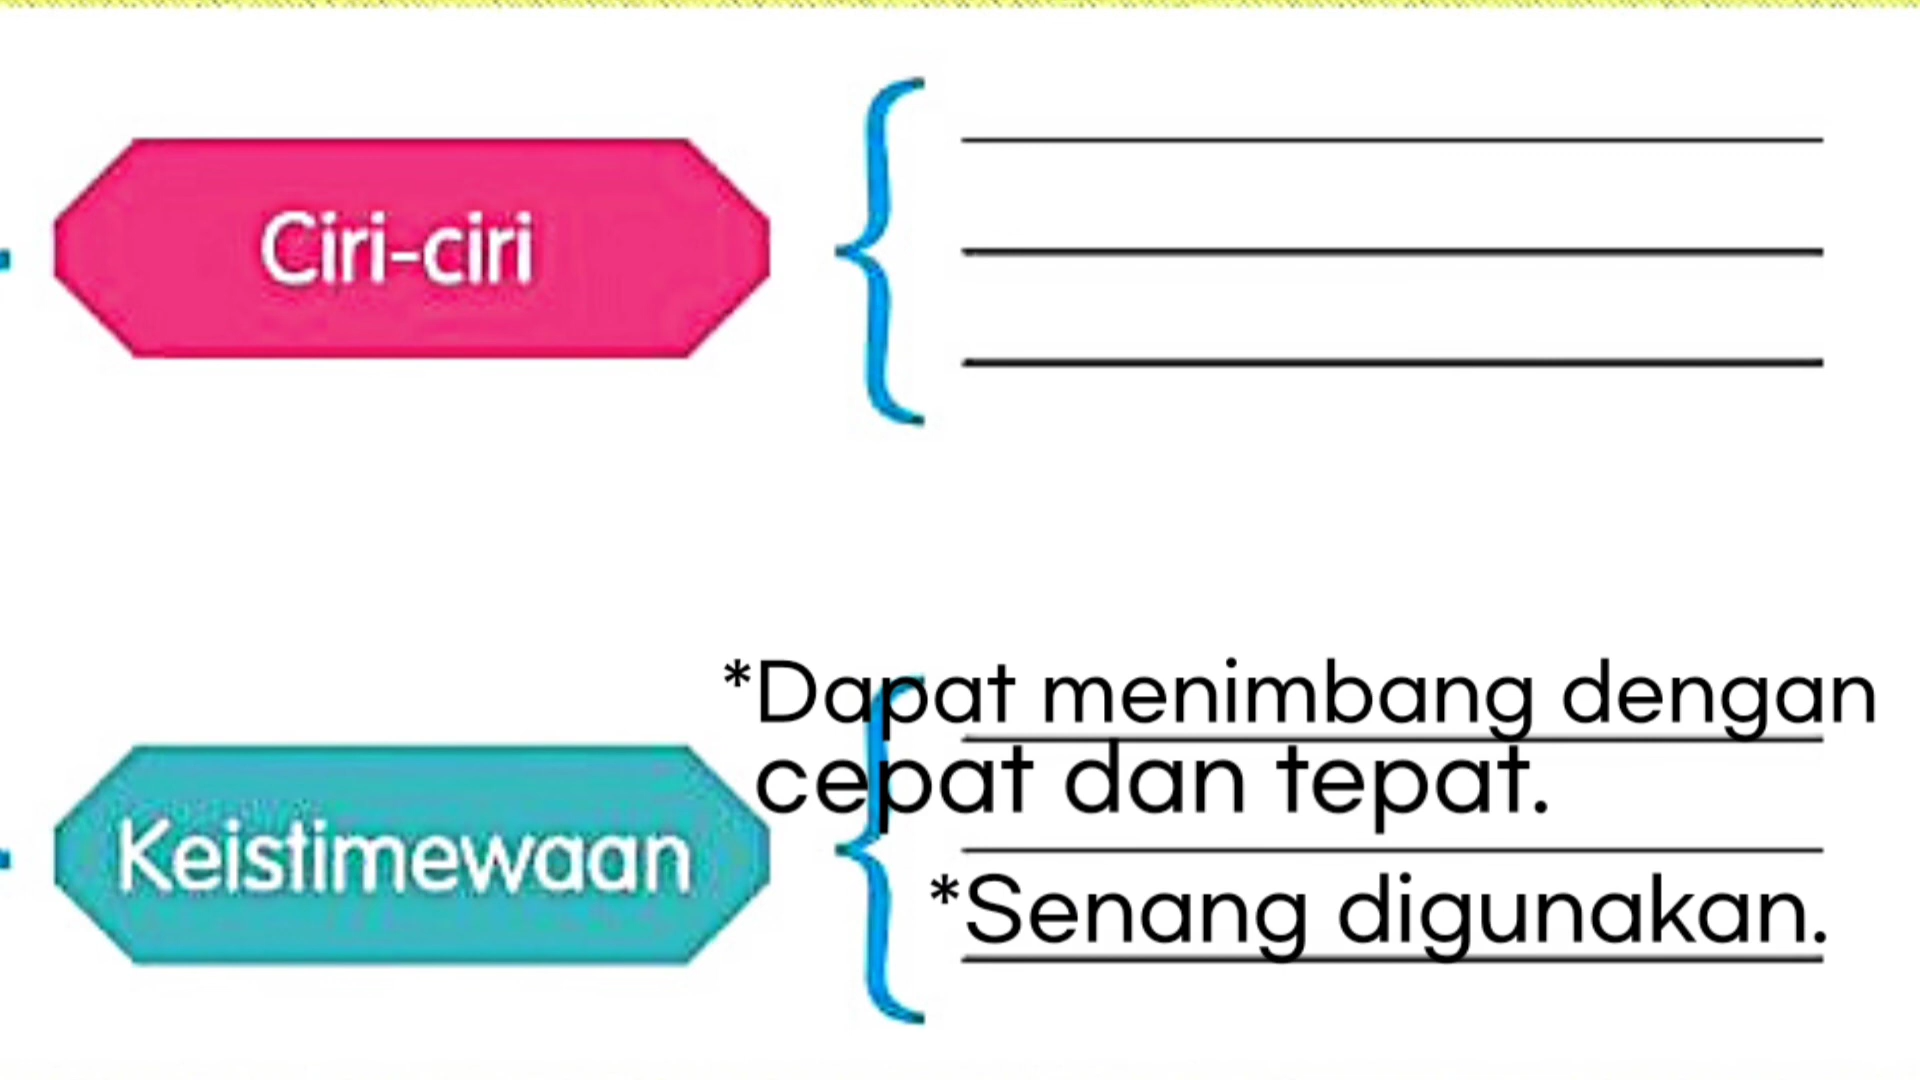 Ciri-ciri
*Dapat menimbang dengan
cepat dan tepat.
Keistimewaan
*Senang digunakan.